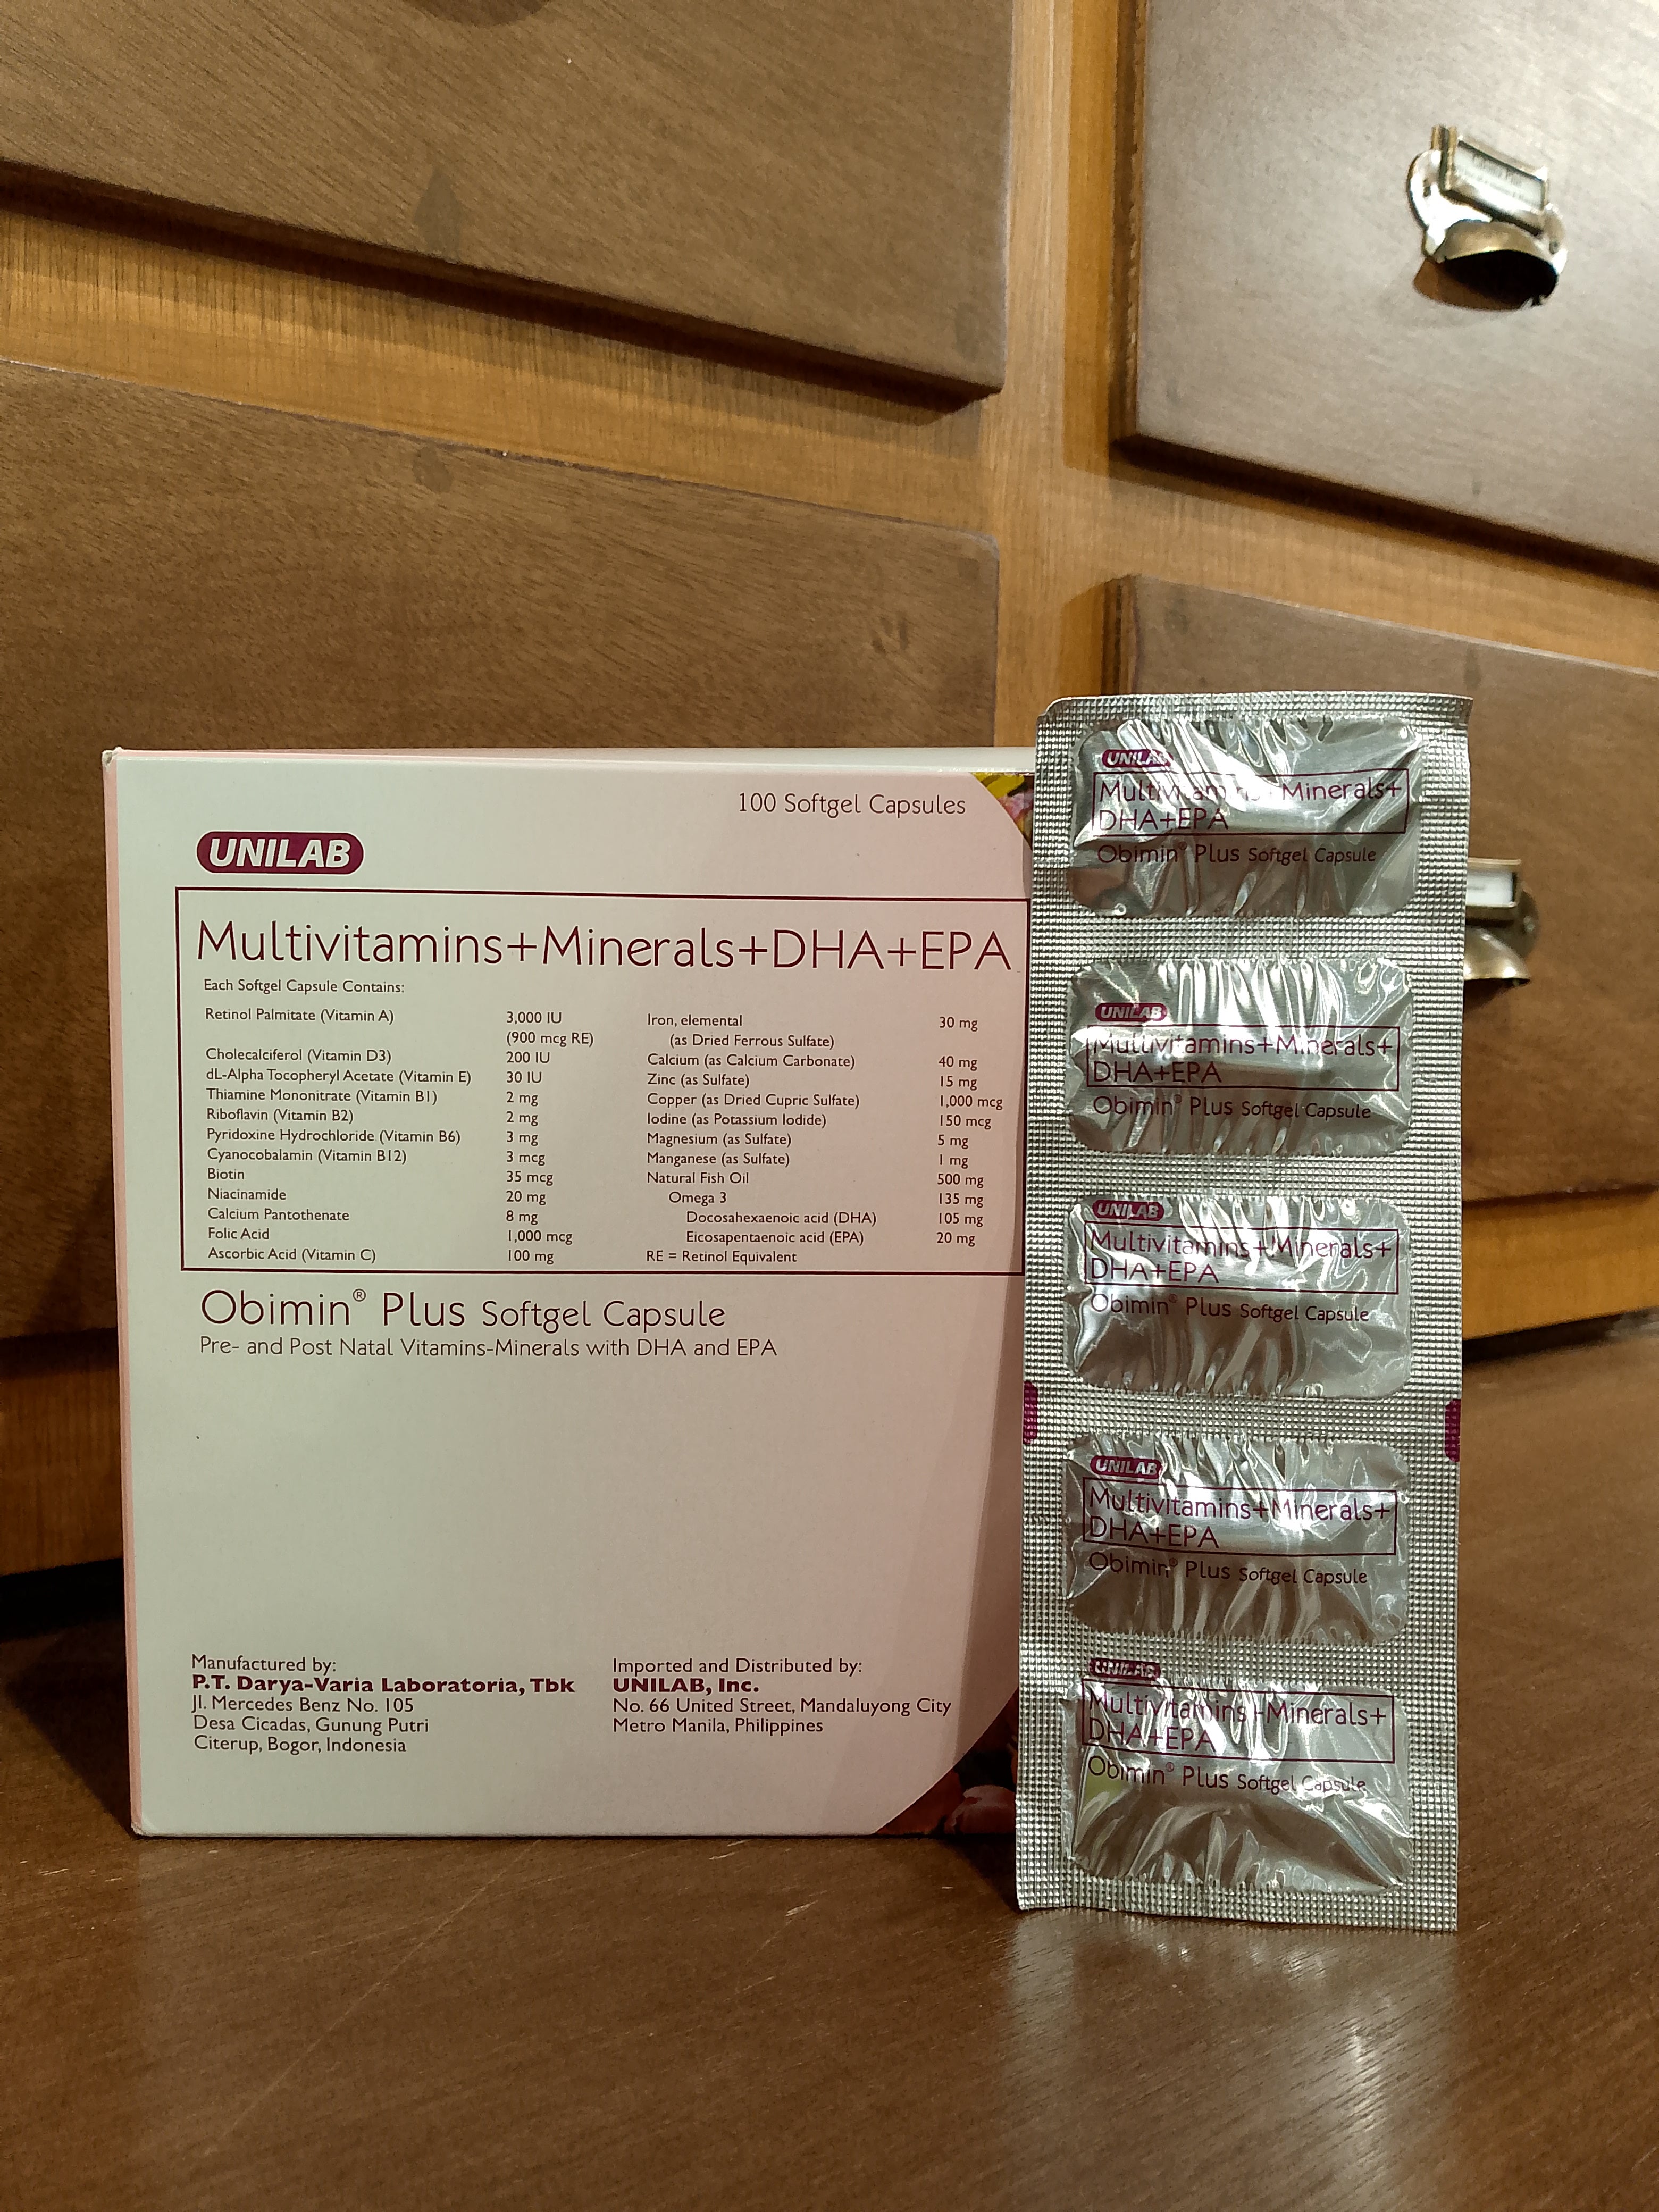 100 Softgel Capsules
UNILAB
Multivitamins+Minerals+DHA+EPA
Each Softgel Capsule Contains:
Retinol Palmitate (Vitamin A) 3,000 IU
(900 mcg RE)
Cholecalciferol (Vitamin D3) 200 IU
dL-Alpha Tocopheryl Acetate (Vitamin E) 30 IU
Thiamine Mononitrate (Vitamin B1) 2 mg
Riboflavin (Vitamin B2) 2 mg
Pyridoxine Hydrochloride (Vitamin B6) 3 mg
Cyanocobalamin (Vitamin B12) 3 mcg
Biotin 35 mcg
Niacinamide 20 mg
Calcium Pantothenate 8 mg
Folic Acid 1,000 mcg
Ascorbic Acid (Vitamin C) 100 mg
Iron, elemental 30 mg
(as Dried Ferrous Sulfate)
Calcium (as Calcium Carbonate) 40 mg
Zinc (as Sulfate) 15 mg
Copper (as Dried Cupric Sulfate) 1,000 mcg
Iodine (as Potassium Iodide) 150 mcg
Magnesium (as Sulfate) 5 mg
Manganese (as Sulfate) 1 mg
Natural Fish Oil 500 mg
Omega 3 135 mg
Docosahexaenoic acid (DHA) 105 mg
Eicosapentaenoic acid (EPA) 20 mg
RE = Retinol Equivalent
Obimin® Plus Softgel Capsule
Pre- and Post Natal Vitamins-Minerals with DHA and EPA
Manufactured by:
P.T. Darya-Varia Laboratoria, Tbk
Jl. Mercedes Benz No. 105
Desa Cicadas, Gunung Putri
Citerup, Bogor, Indonesia
Imported and Distributed by:
UNILAB, Inc.
No. 66 United Street, Mandaluyong City
Metro Manila, Philippines
UNILAB
Multivitamins+Minerals+
DHA+EPA
Obimin® Plus Softgel Capsule
UNILAB
Multivitamins+Minerals+
DHA+EPA
Obimin® Plus Softgel Capsule
UNILAB
Multivitamins+Minerals+
DHA+EPA
Obimin® Plus Softgel Capsule
UNILAB
Multivitamins+Minerals+
DHA+EPA
Obimin® Plus Softgel Capsule
UNILAB
Multivitamins+Minerals+
DHA+EPA
Obimin® Plus Softgel Capsule